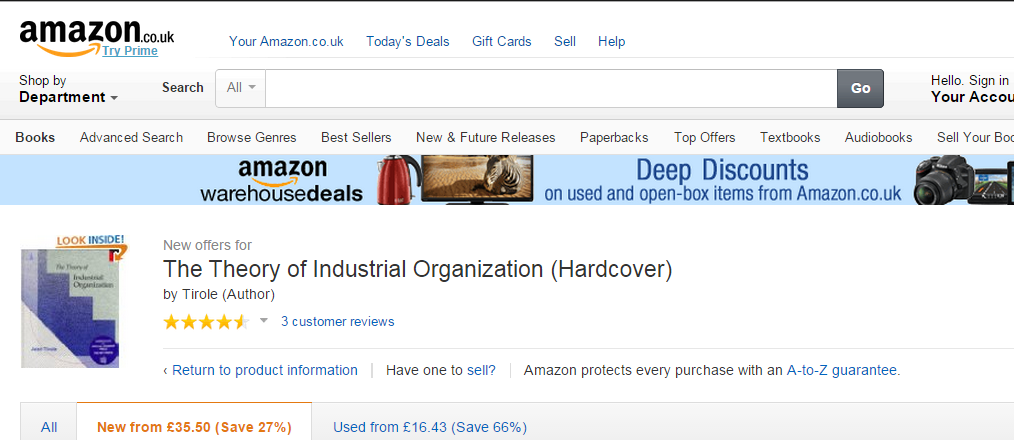 amazon.co.uk
Try Prime
Your Amazon.co.uk Today's Deals Gift Cards Sell Help
Shop by
Department
Search All Go
Hello. Sign in
Your Accou
Books Advanced Search Browse Genres Best Sellers New & Future Releases Paperbacks Top Offers Textbooks Audiobooks Sell Your Boo
amazon
warehousedeals
Deep Discounts
on used and open-box items from Amazon.co.uk
LOOK INSIDE!
The Theory of
Industrial
Organization
Jean Tirole
New offers for
The Theory of Industrial Organization (Hardcover)
by Tirole (Author)
3 customer reviews
‹ Return to product information | Have one to sell? | Amazon protects every purchase with an A-to-Z guarantee.
All New from £35.50 (Save 27%) Used from £16.43 (Save 66%)